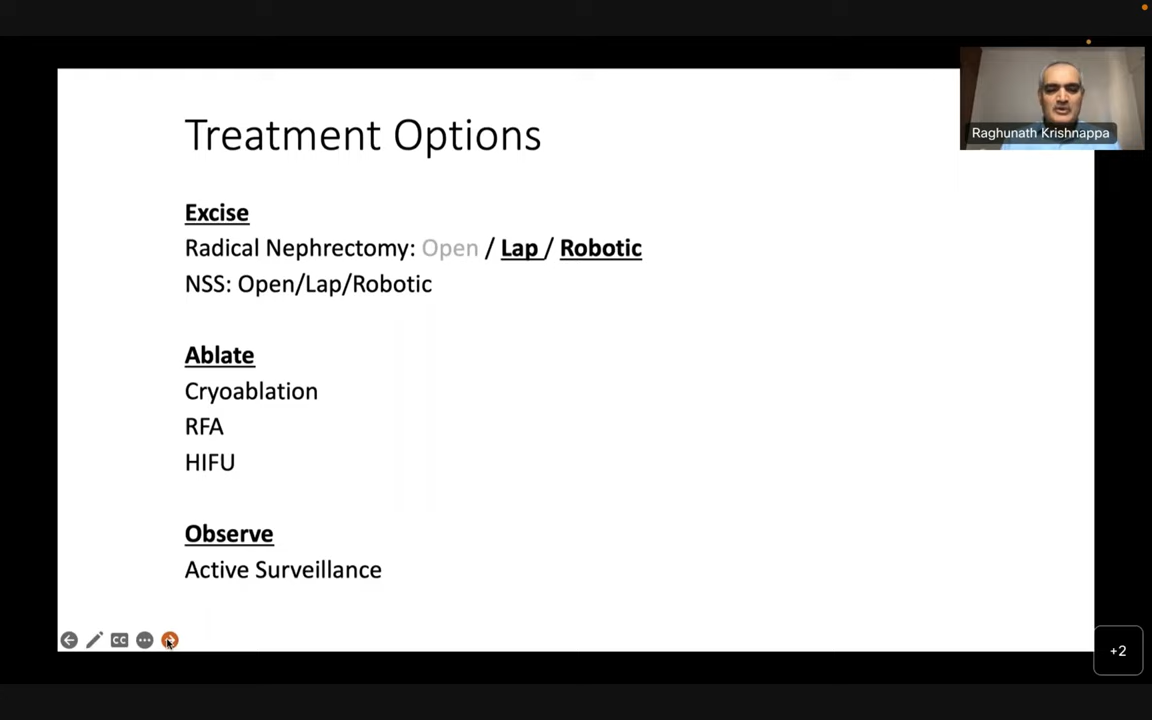 Treatment Options
Raghunath Krishnappa
Excise
Radical Nephrectomy: Open / Lap / Robotic
NSS: Open/Lap/Robotic
Ablate
Cryoablation
RFA
HIFU
Observe
Active Surveillance
CC
+2